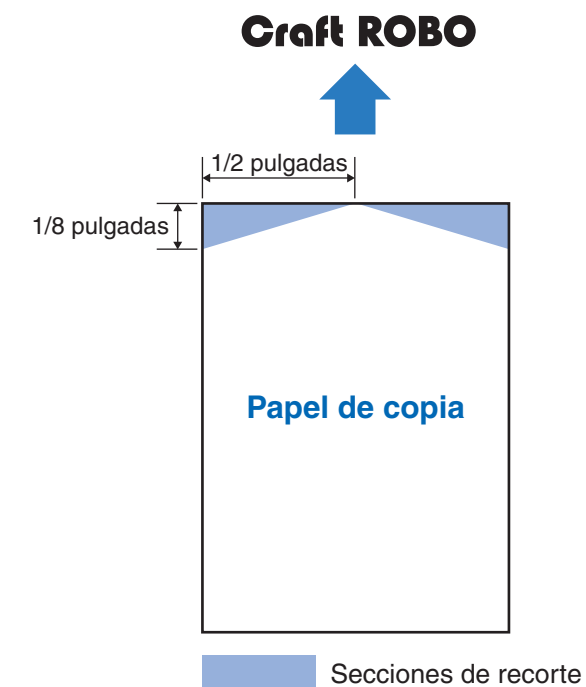 Craft ROBO
1/2 pulgadas
1/8 pulgadas
Papel de copia
Secciones de recorte